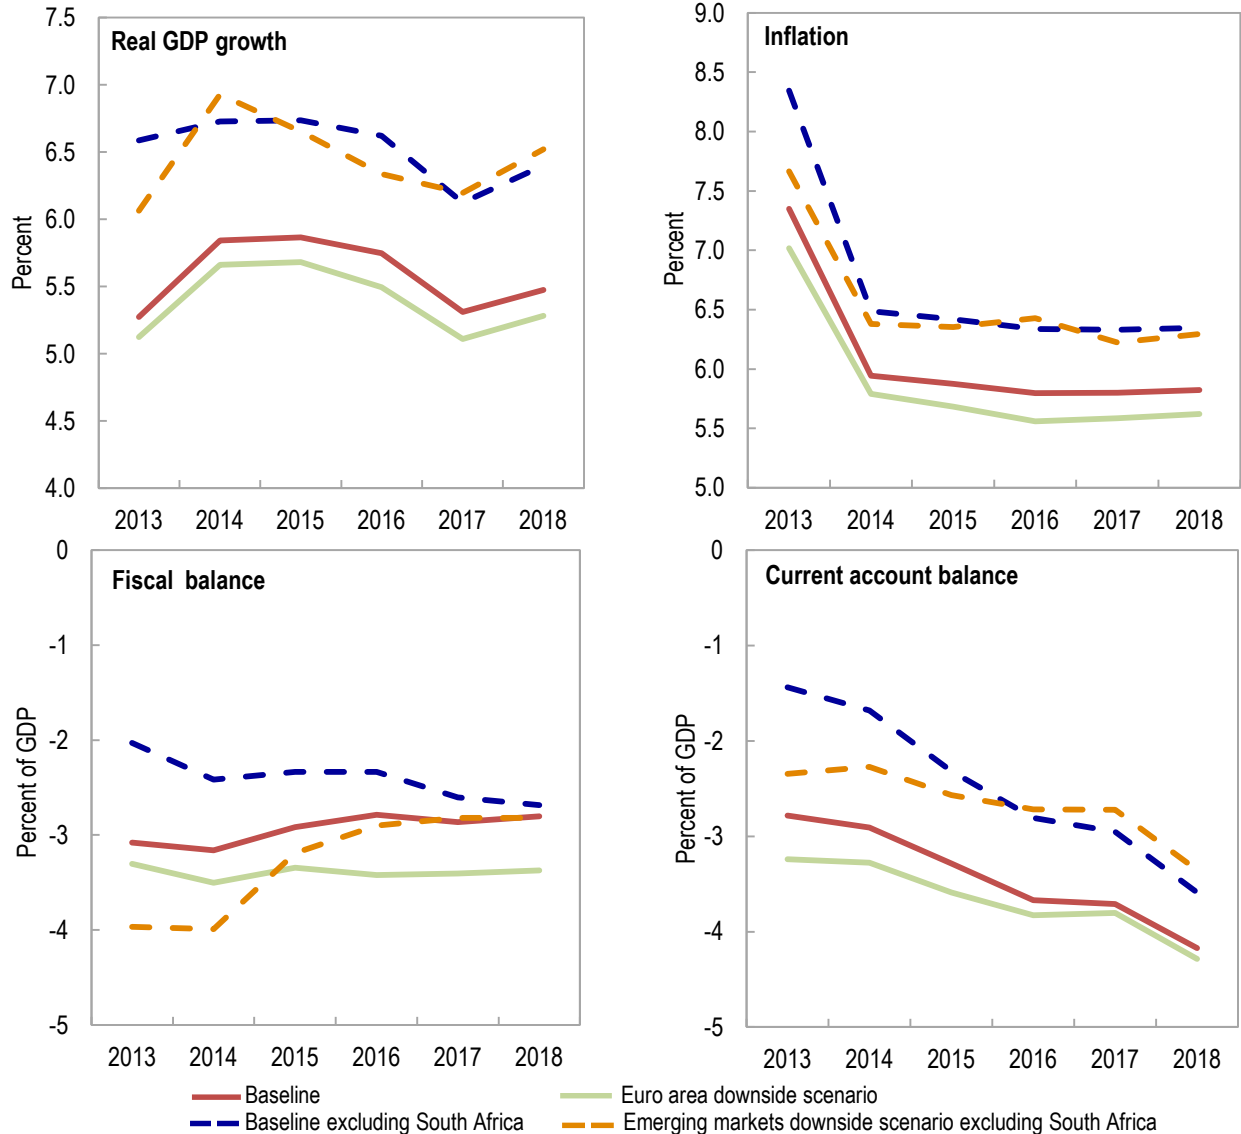 Real GDP growth
Percent
7.5
7.0
6.5
6.0
5.5
5.0
4.5
4.0
2013 2014 2015 2016 2017 2018
Inflation
Percent
9.0
8.5
8.0
7.5
7.0
6.5
6.0
5.5
5.0
2013 2014 2015 2016 2017 2018
Fiscal balance
Percent of GDP
0
-1
-2
-3
-4
-5
2013 2014 2015 2016 2017 2018
Current account balance
Percent of GDP
0
-1
-2
-3
-4
-5
2013 2014 2015 2016 2017 2018
Baseline
Euro area downside scenario
Baseline excluding South Africa
Emerging markets downside scenario excluding South Africa